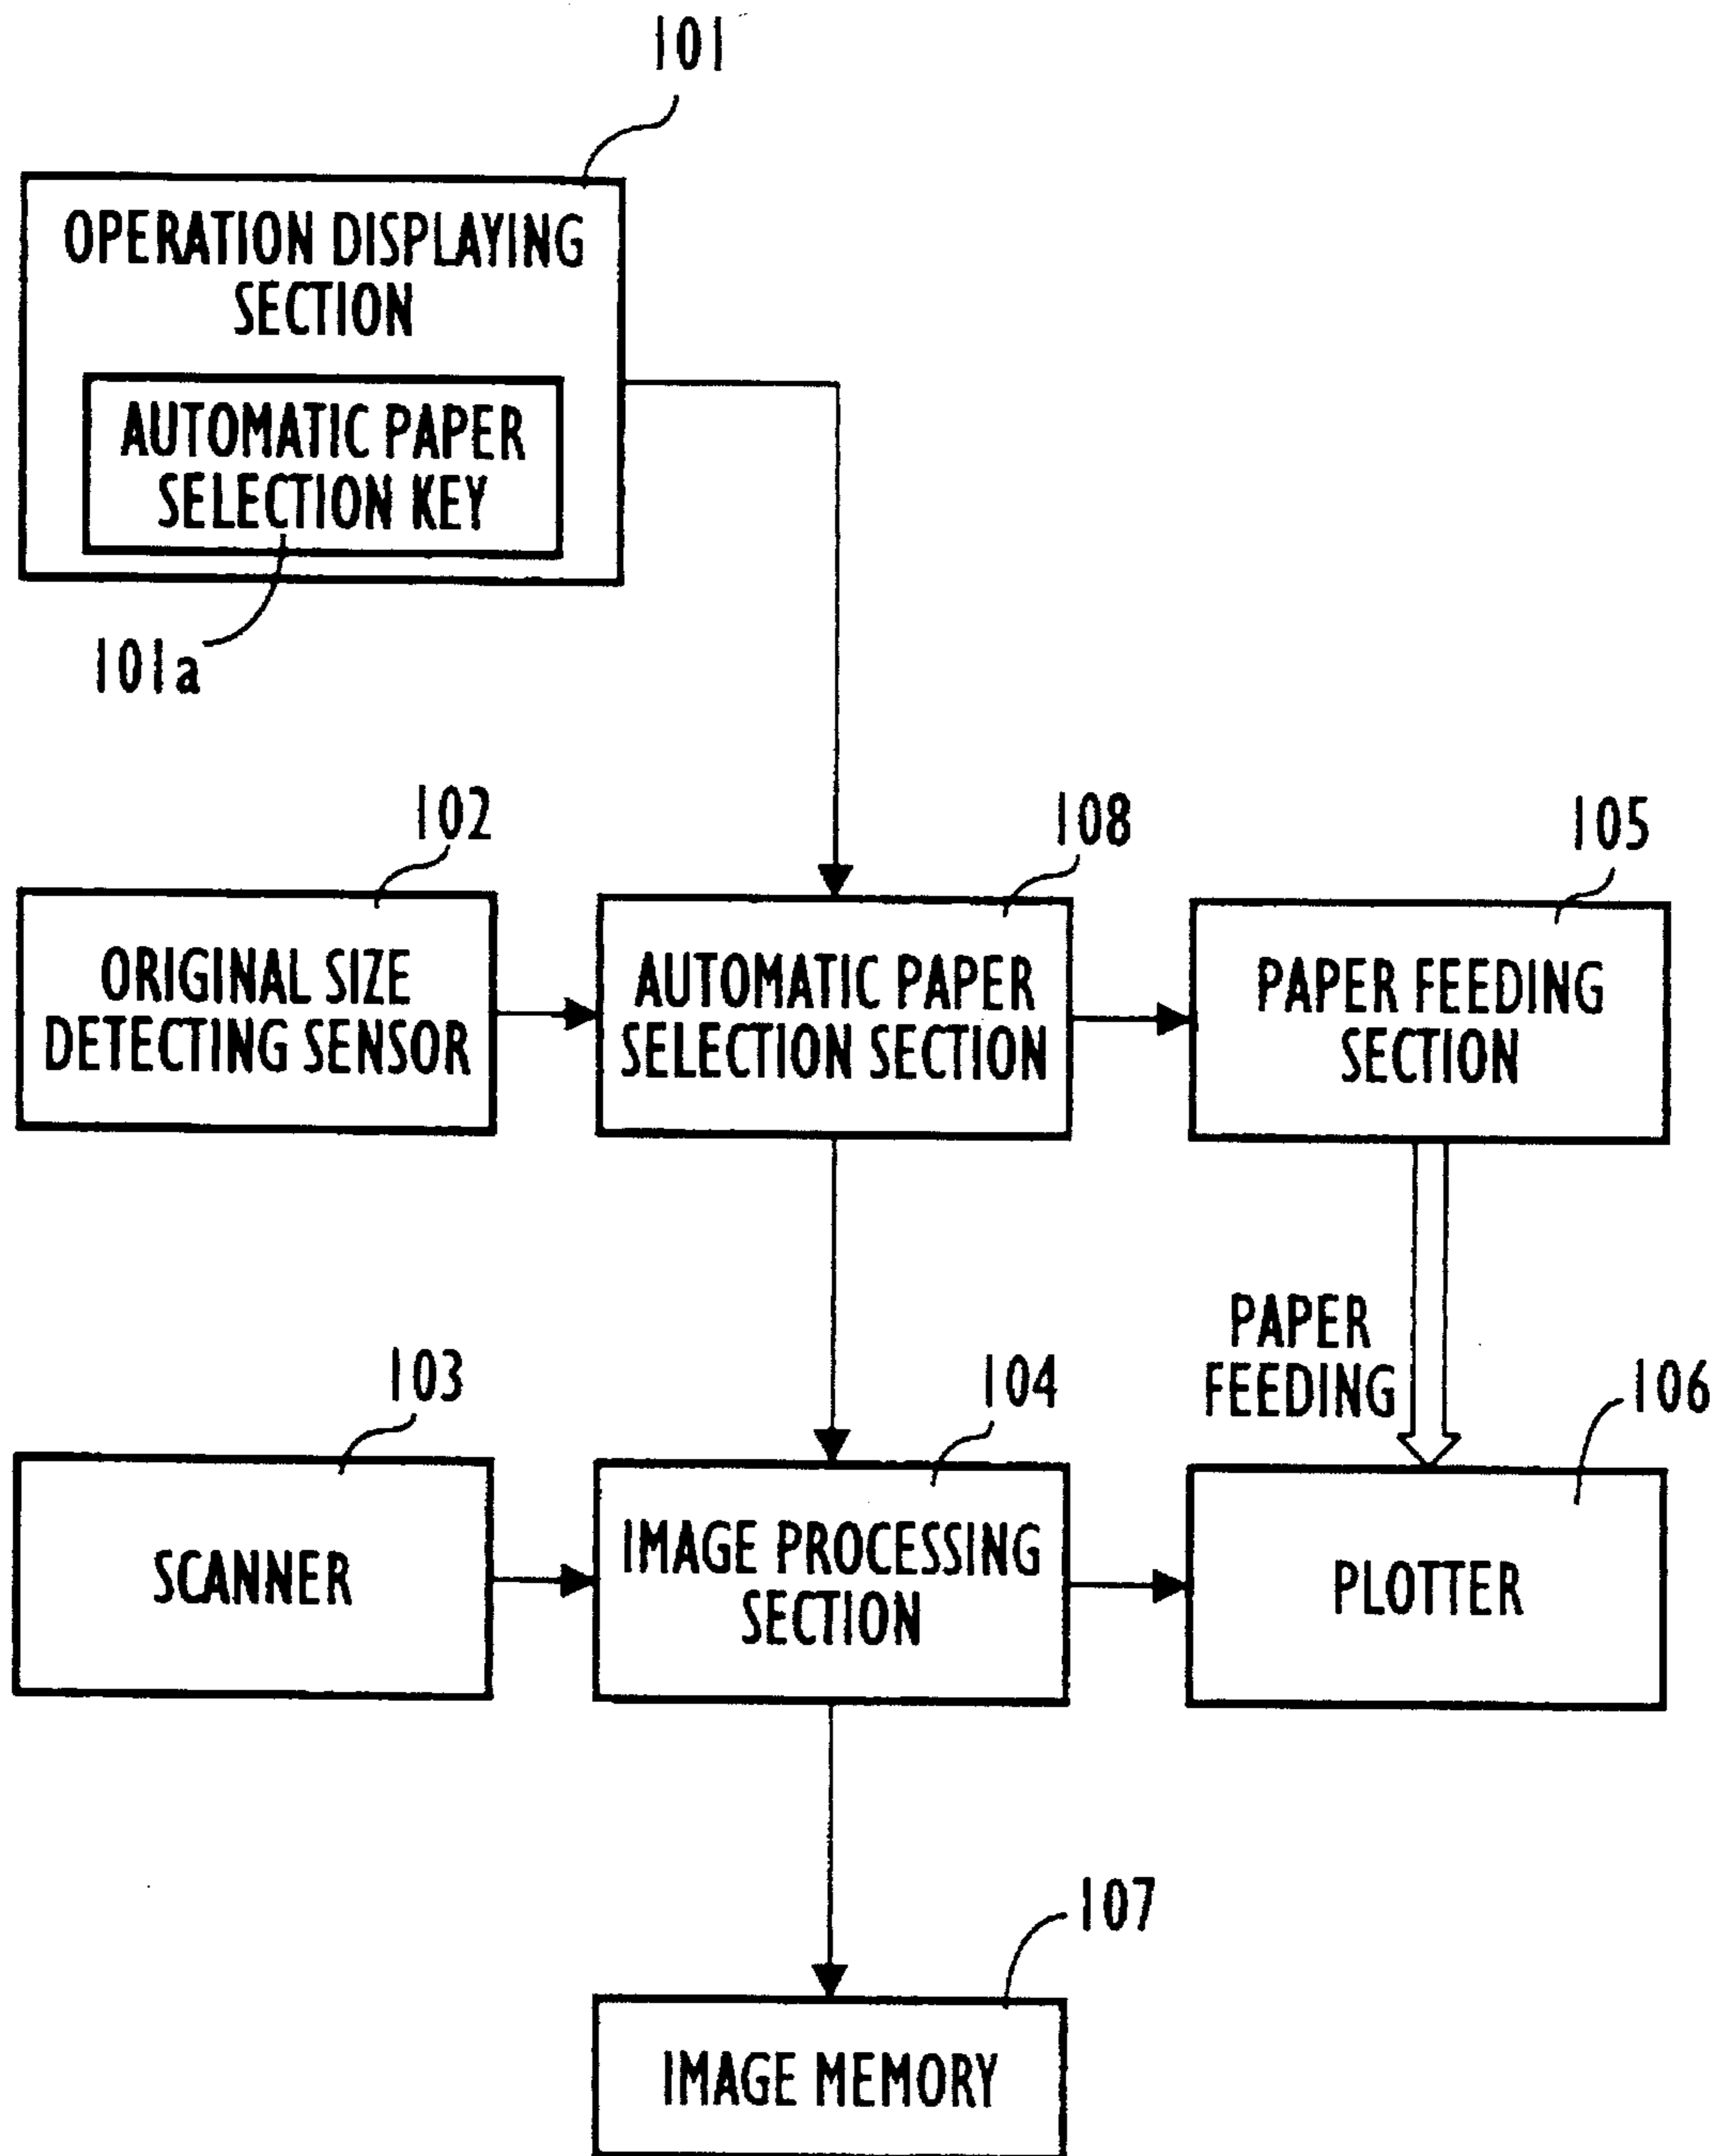 101
OPERATION DISPLAYING
SECTION
AUTOMATIC PAPER
SELECTION KEY
101a
102
ORIGINAL SIZE
DETECTING SENSOR
108
AUTOMATIC PAPER
SELECTION SECTION
105
PAPER FEEDING
SECTION
PAPER
FEEDING
103
SCANNER
104
IMAGE PROCESSING
SECTION
106
PLOTTER
107
IMAGE MEMORY